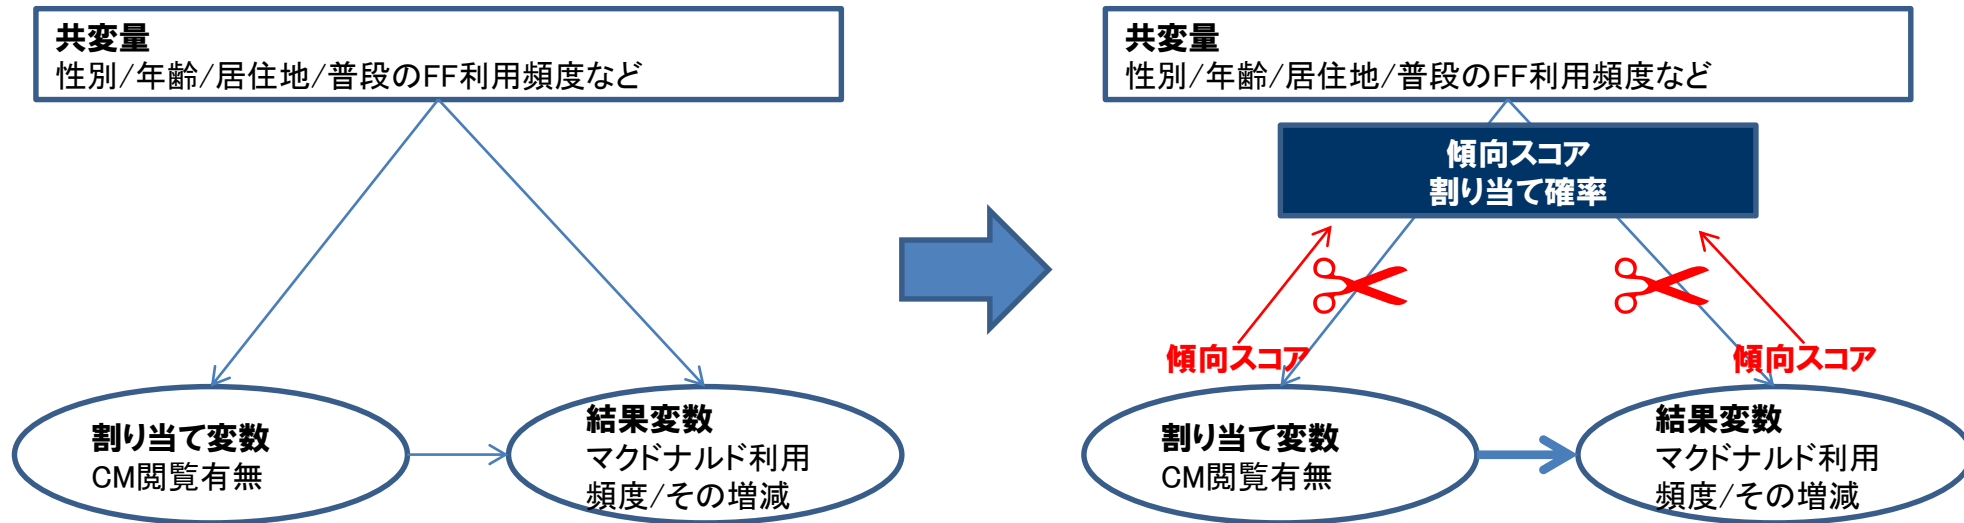 共変量
性別/年齢/居住地/普段のFF利用頻度など
割り当て変数
CM閲覧有無
結果変数
マクドナルド利用
頻度/その増減
共変量
性別/年齢/居住地/普段のFF利用頻度など
傾向スコア
割り当て確率
傾向スコア
傾向スコア
割り当て変数
CM閲覧有無
結果変数
マクドナルド利用
頻度/その増減